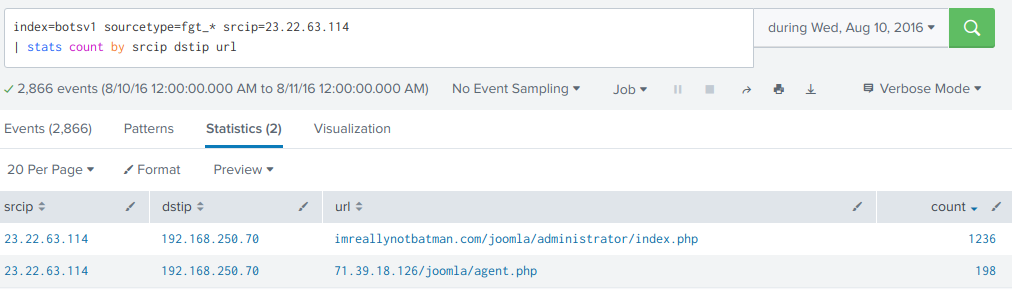 index=botsv1 sourcetype=fgt_* srcip=23.22.63.114
| stats count by srcip dstip url
during Wed, Aug 10, 2016
2,866 events (8/10/16 12:00:00.000 AM to 8/11/16 12:00:00.000 AM) No Event Sampling Job Verbose Mode
Events (2,866) Patterns Statistics (2) Visualization
20 Per Page Format Preview
srcip dstip url count
23.22.63.114 192.168.250.70 imreallynotbatman.com/joomla/administrator/index.php 1236
23.22.63.114 192.168.250.70 71.39.18.126/joomla/agent.php 198